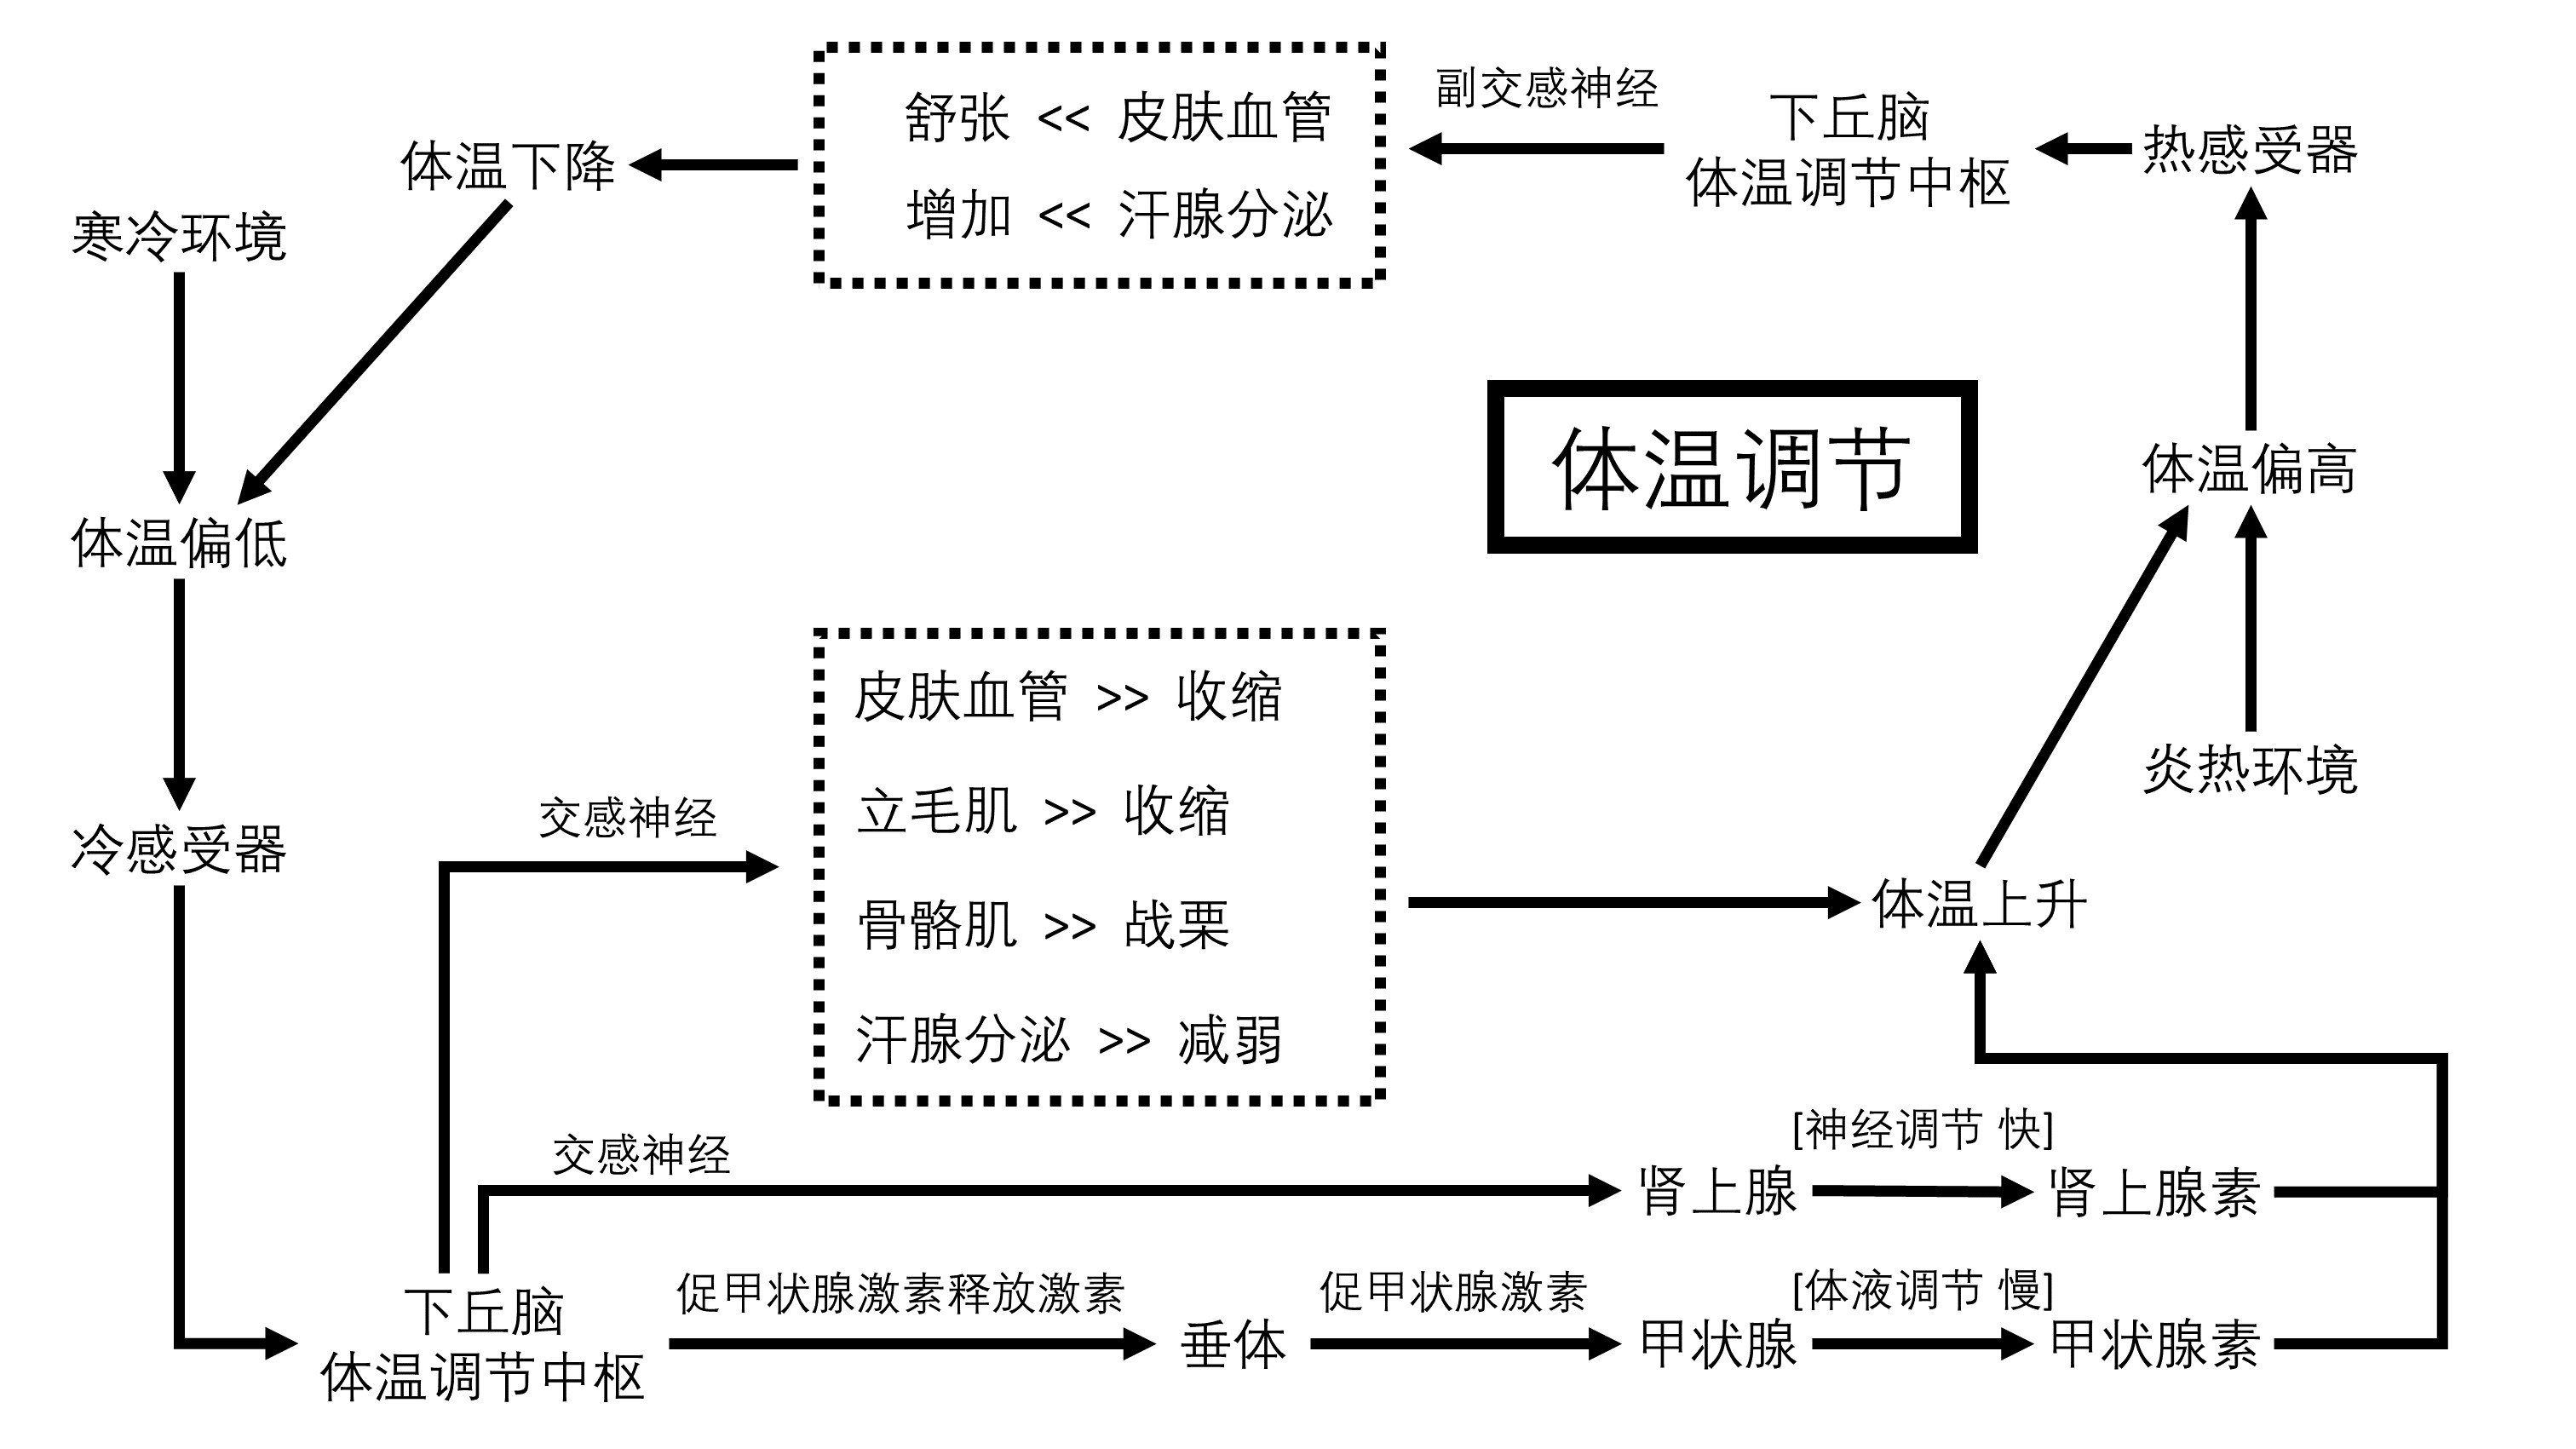 舒张 << 皮肤血管
增加 << 汗腺分泌
副交感神经
下丘脑
体温调节中枢
热感受器
体温下降
寒冷环境
体温调节
体温偏高
体温偏低
皮肤血管 >> 收缩
立毛肌 >> 收缩
骨骼肌 >> 战栗
汗腺分泌 >> 减弱
炎热环境
交感神经
冷感受器
体温上升
交感神经
[神经调节 快]
肾上腺
肾上腺素
下丘脑
体温调节中枢
促甲状腺激素释放激素
垂体
促甲状腺激素
[体液调节 慢]
甲状腺
甲状腺素